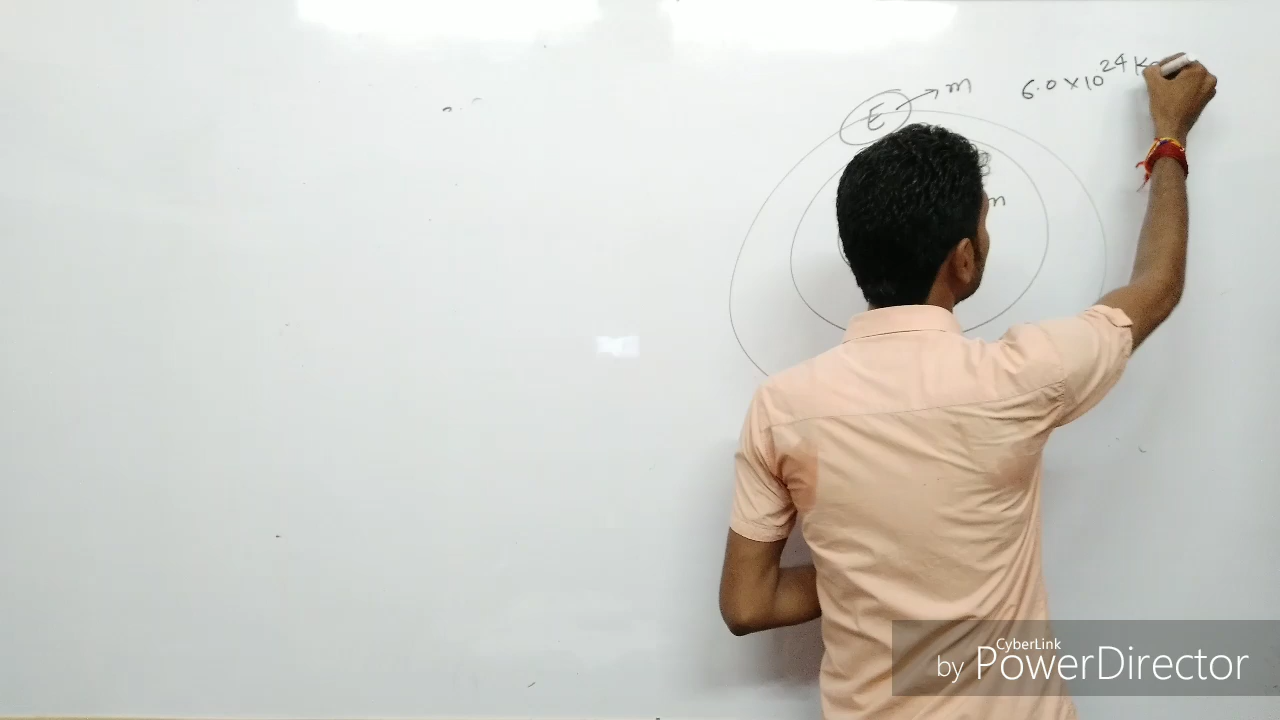 E → m 6.0 × 10²⁴ K
m
CyberLink
by PowerDirector